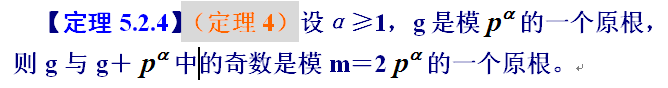 【定理 5.2.4】（定理 4）设 α≥1，g 是模 p^α 的一个原根，
则 g 与 g＋ p^α 中的奇数是模 m＝2 p^α 的一个原根。